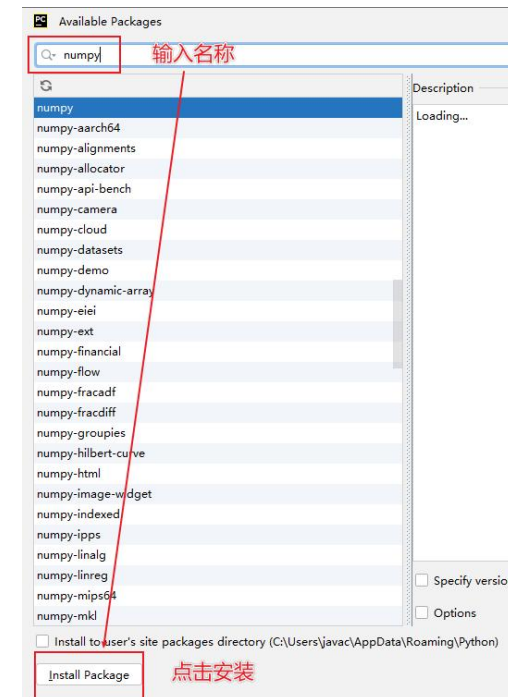 PC Available Packages
numpy 输入名称
Description
numpy
Loading...
numpy-aarch64
numpy-alignments
numpy-allocator
numpy-api-bench
numpy-camera
numpy-cloud
numpy-datasets
numpy-demo
numpy-dynamic-array
numpy-eiei
numpy-ext
numpy-financial
numpy-flow
numpy-fracadf
numpy-fracdiff
numpy-groupies
numpy-hilbert-curve
numpy-html
numpy-image-widget
numpy-indexed
numpy-ipps
numpy-linalg
numpy-linreg
Specify versio
numpy-mips64
numpy-mkl
Options
Install to user's site packages directory (C:\Users\javac\AppData\Roaming\Python)
Install Package 点击安装